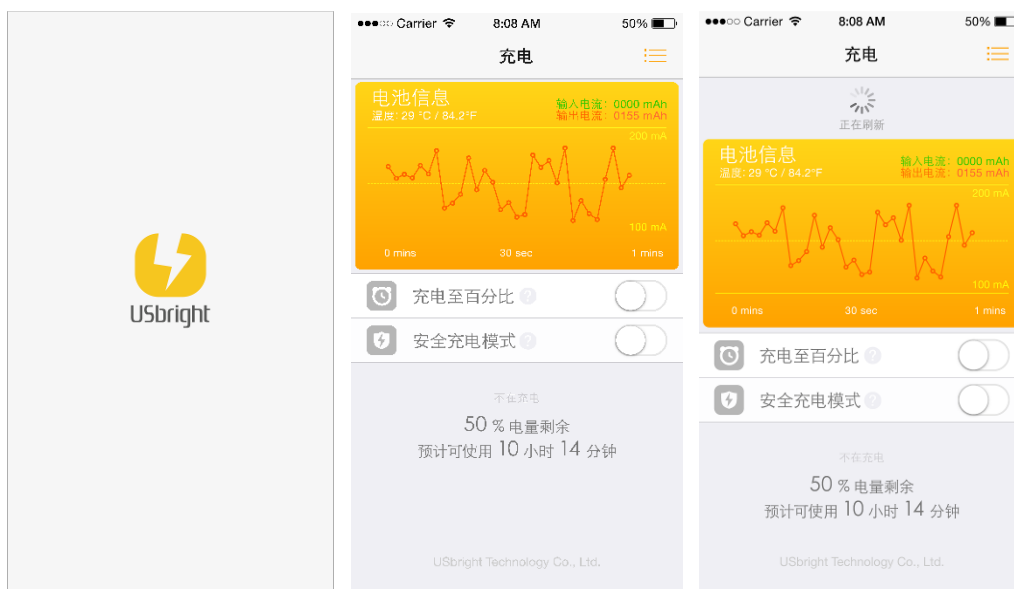 USbright
Carrier
8:08 AM
50%
充电
电池信息
温度: 29 °C / 84.2°F
输入电流: 0000 mAh
输出电流: 0155 mAh
200 mA
100 mA
0 mins
30 sec
1 mins
充电至百分比 ?
安全充电模式 ?
不在充电
50 % 电量剩余
预计可使用 10 小时 14 分钟
USbright Technology Co., Ltd.
Carrier
8:08 AM
50%
充电
正在刷新
电池信息
温度: 29 °C / 84.2°F
输入电流: 0000 mAh
输出电流: 0155 mAh
200 mA
100 mA
0 mins
30 sec
1 mins
充电至百分比 ?
安全充电模式 ?
不在充电
50 % 电量剩余
预计可使用 10 小时 14 分钟
USbright Technology Co., Ltd.